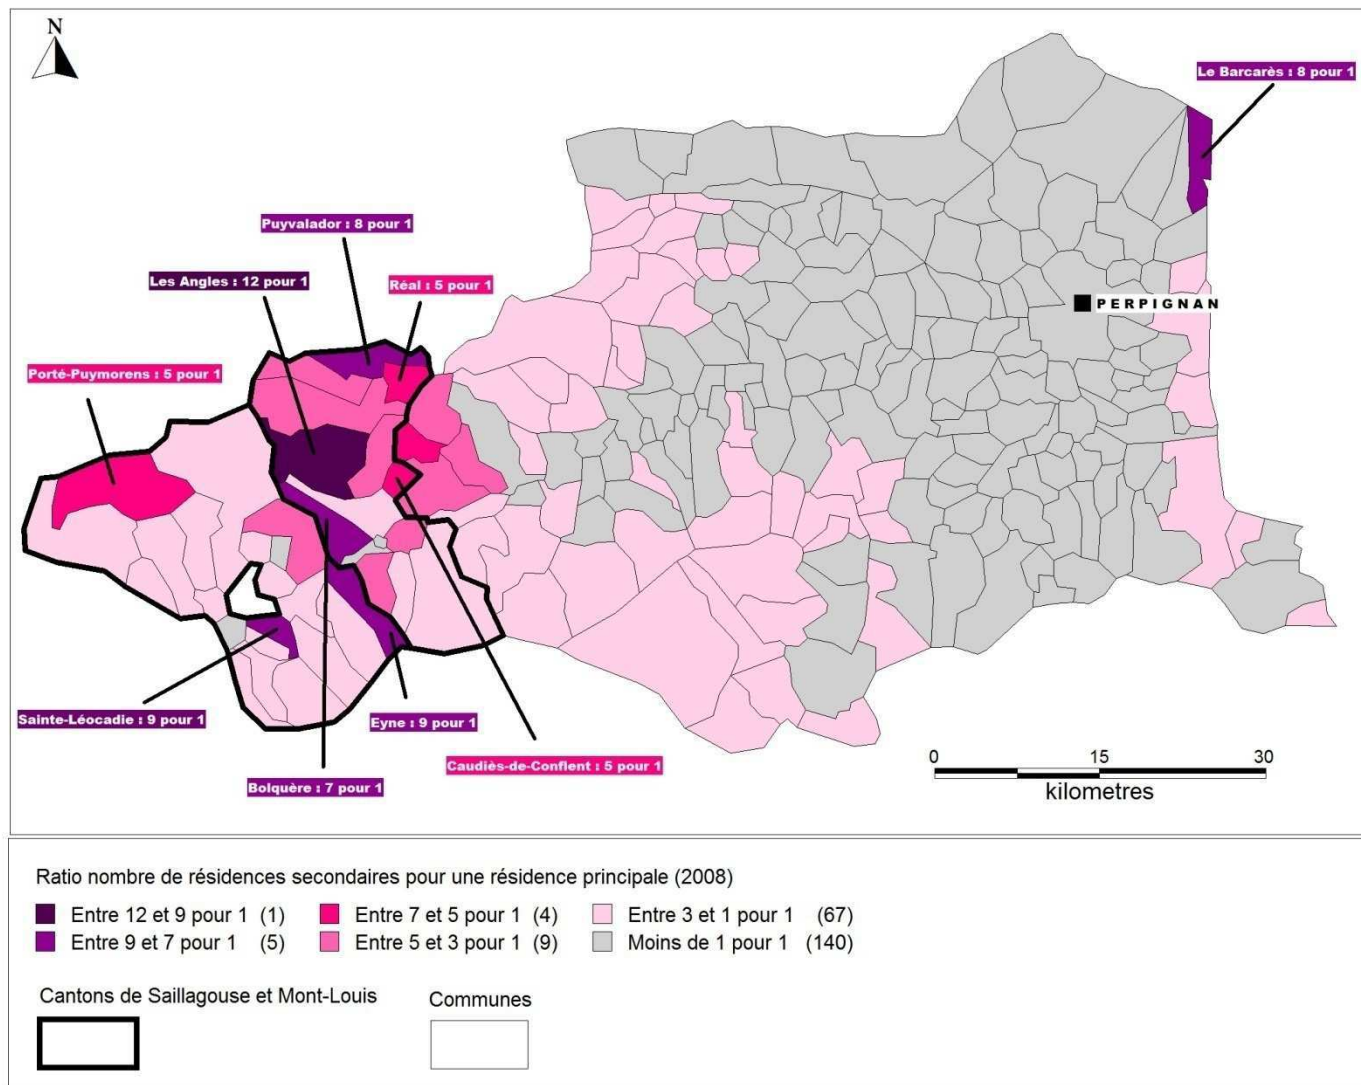 N
Le Barcarès : 8 pour 1
Puyvalador : 8 pour 1
Les Angles : 12 pour 1
Réal : 5 pour 1
PERPIGNAN
Porté-Puymorens : 5 pour 1
Sainte-Léocadie : 9 pour 1
Eyne : 9 pour 1
Caudiès-de-Conflent : 5 pour 1
Bolquère : 7 pour 1
0 15 30
kilometres
Ratio nombre de résidences secondaires pour une résidence principale (2008)
Entre 12 et 9 pour 1 (1) Entre 7 et 5 pour 1 (4) Entre 3 et 1 pour 1 (67)
Entre 9 et 7 pour 1 (5) Entre 5 et 3 pour 1 (9) Moins de 1 pour 1 (140)
Cantons de Saillagouse et Mont-Louis Communes